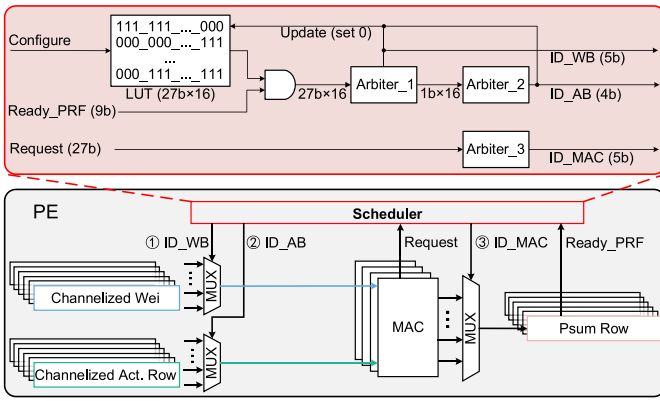 111_111_..._000
000_000_..._111
...
000_111_..._111
Configure
LUT (27b×16)
Update (set 0)
ID_WB (5b)
Ready_PRF (9b)
27b×16
Arbiter_1
1b×16
Arbiter_2
ID_AB (4b)
Request (27b)
Arbiter_3
ID_MAC (5b)
PE
Scheduler
① ID_WB
② ID_AB
Request
③ ID_MAC
Ready_PRF
MUX
Channelized Wei
MAC
MUX
Psum Row
MUX
Channelized Act. Row